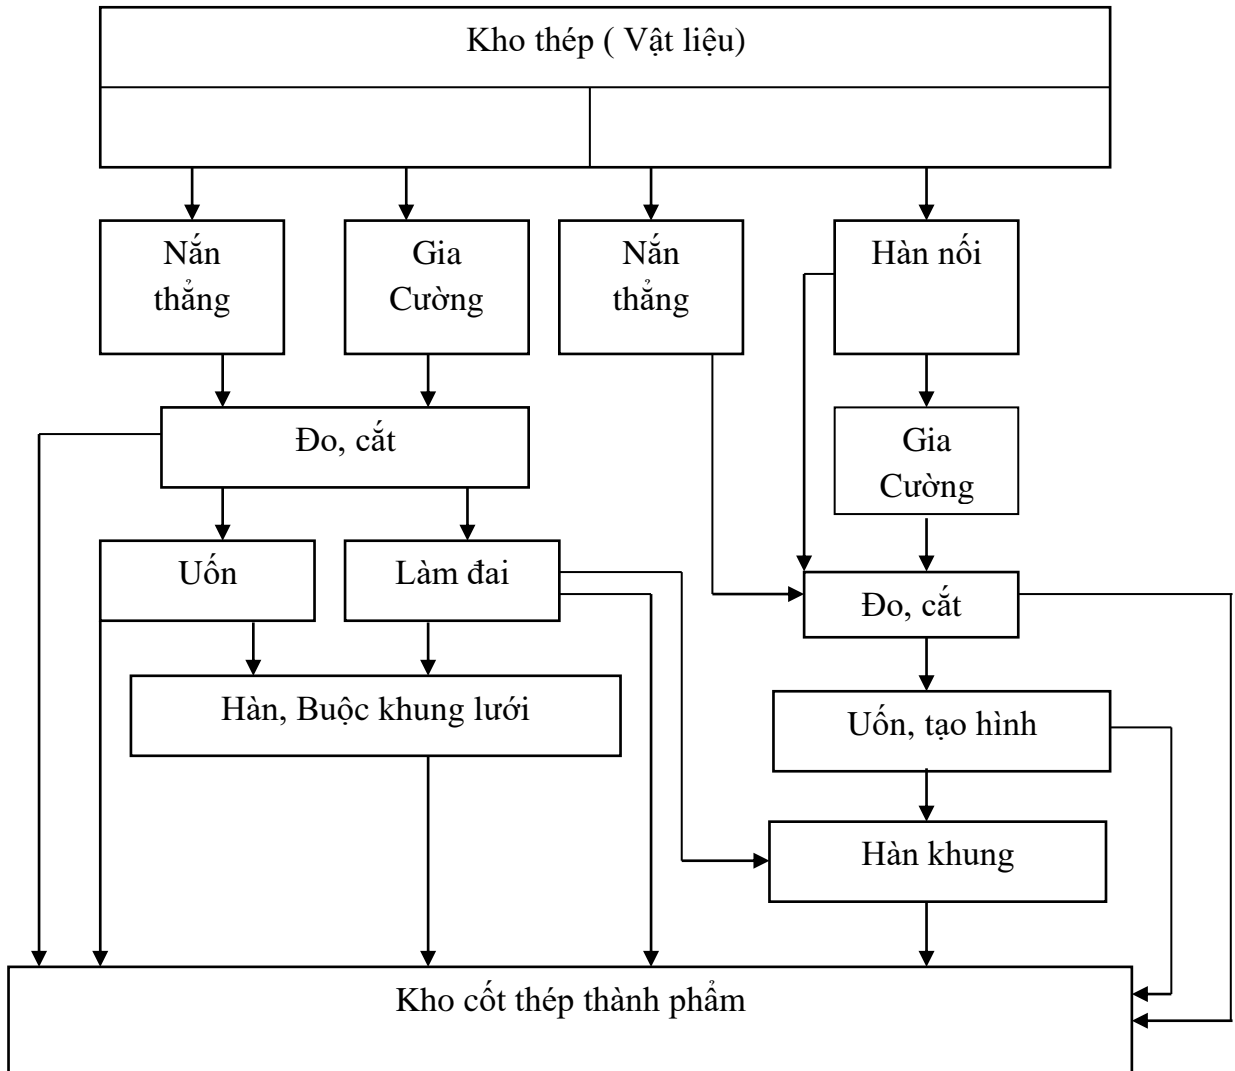 Kho thép ( Vật liệu)
Nắn
thẳng
Gia
Cường
Nắn
thẳng
Hàn nối
Gia
Cường
Đo, cắt
Uốn
Làm đai
Đo, cắt
Hàn, Buộc khung lưới
Uốn, tạo hình
Hàn khung
Kho cốt thép thành phẩm